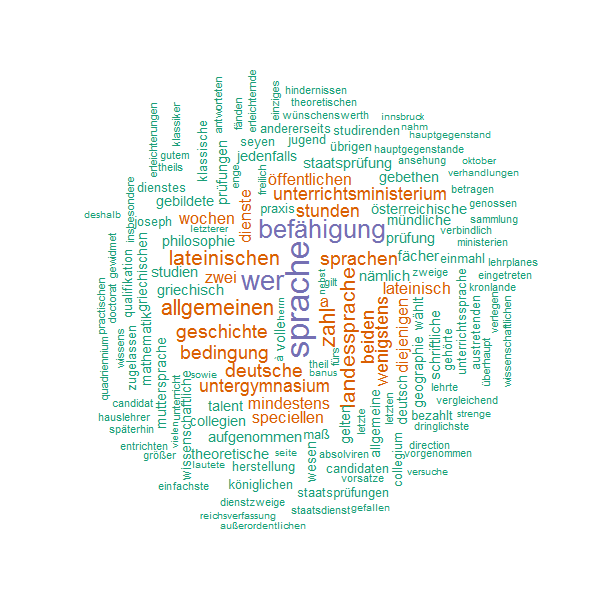 hindernissen
theoretischen
einziges
erleichternde
fänden
antworteten
klassiker
erleichterungen
wünschenswerth
innsbruck
andererseits
studirenden
nahm
hauptgegenstand
seyen
jugend
übrigen
hauptgegenstande
gutem
theils
klassische
prüfungen
enge
jedenfalls
freilich
staatsprüfung
ansehung
oktober
verhandlungen
öffentlichen
gebethen
dienstes
insbesondere
gebildete
unterrichtsministerium
betragen
genossen
deshalb
joseph
wochen
letzterer
dienste
praxis
stunden
österreichische
mündliche
sammlung
verbindlich
befähigung
philosophie
prüfung
ministerien
gewidmet
qualifikation
griechischen
lateinischen
sprachen
fächer
einmahl
lehrplanes
studien
zwei
wer
sprache
nebst
gilt
nämlich
zweige
eingetreten
griechisch
lateinisch
kronlande
practischen
doctorat
allgemeinen
herrn
zahl
landessprache
wenigstens
diejenigen
wählt
geographie
schriftliche
gehörte
unterrichtssprache
austretenden
verlegen
überhaupt
wissenschaftlichen
quadriennium
wissens
zugelassen
mathematik
muttersprache
geschichte
volle
à
bedingung
fürs
beiden
deutsche
theil
banus
sowie
untergymnasium
deutsch
lehrte
vergleichend
candidat
unterricht
wissenschaftliche
vielen
talent
mindestens
letzte
letzten
bezahlt
strenge
hauslehrer
collegien
speciellen
gelten
allgemeine
dringlichste
späterhin
aufgenommen
maß
collegium
direction
entrichten
größer
theoretische
seite
wesen
absolviren
vorgenommen
lautete
herstellung
candidaten
versuche
einfachste
königlichen
vorsatze
staatsprüfungen
dienstzweige
staatsdienst
gefallen
reichsverfassung
außerordentlichen